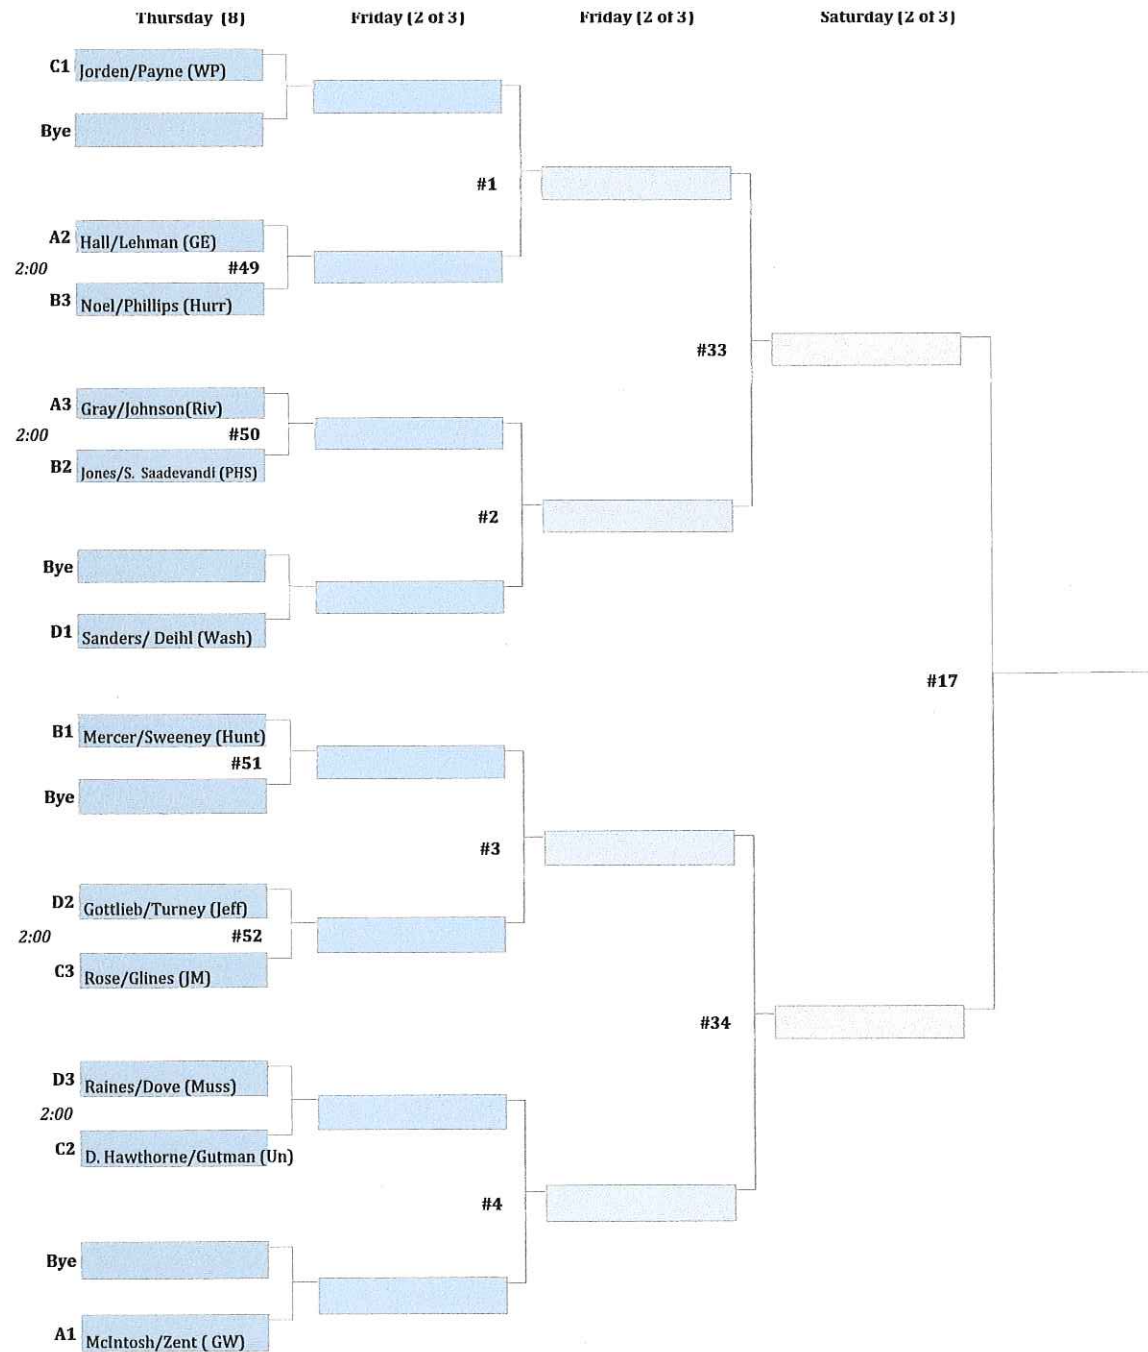 Thursday (8) Friday (2 of 3) Friday (2 of 3) Saturday (2 of 3)
C1 Jorden/Payne (WP)
Bye
#1
A2 Hall/Lehman (GE)
2:00 #49
B3 Noel/Phillips (Hurr)
#33
A3 Gray/Johnson(Riv)
2:00 #50
B2 Jones/S. Saadevandi (PHS)
#2
Bye
D1 Sanders/ Deihl (Wash)
#17
B1 Mercer/Sweeney (Hunt)
#51
Bye
#3
D2 Gottlieb/Turney (Jeff)
2:00 #52
C3 Rose/Glines (JM)
#34
D3 Raines/Dove (Muss)
2:00
C2 D. Hawthorne/Gutman (Un)
#4
Bye
A1 McIntosh/Zent ( GW)